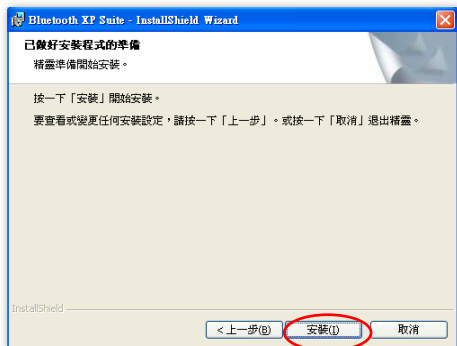 Bluetooth XP Suite - InstallShield Wizard
已做好安裝程式的準備
精靈準備開始安裝。
按一下「安裝」開始安裝。
要查看或變更任何安裝設定，請按一下「上一步」。或按一下「取消」退出精靈。
InstallShield
< 上一步(B) 安裝(I) 取消